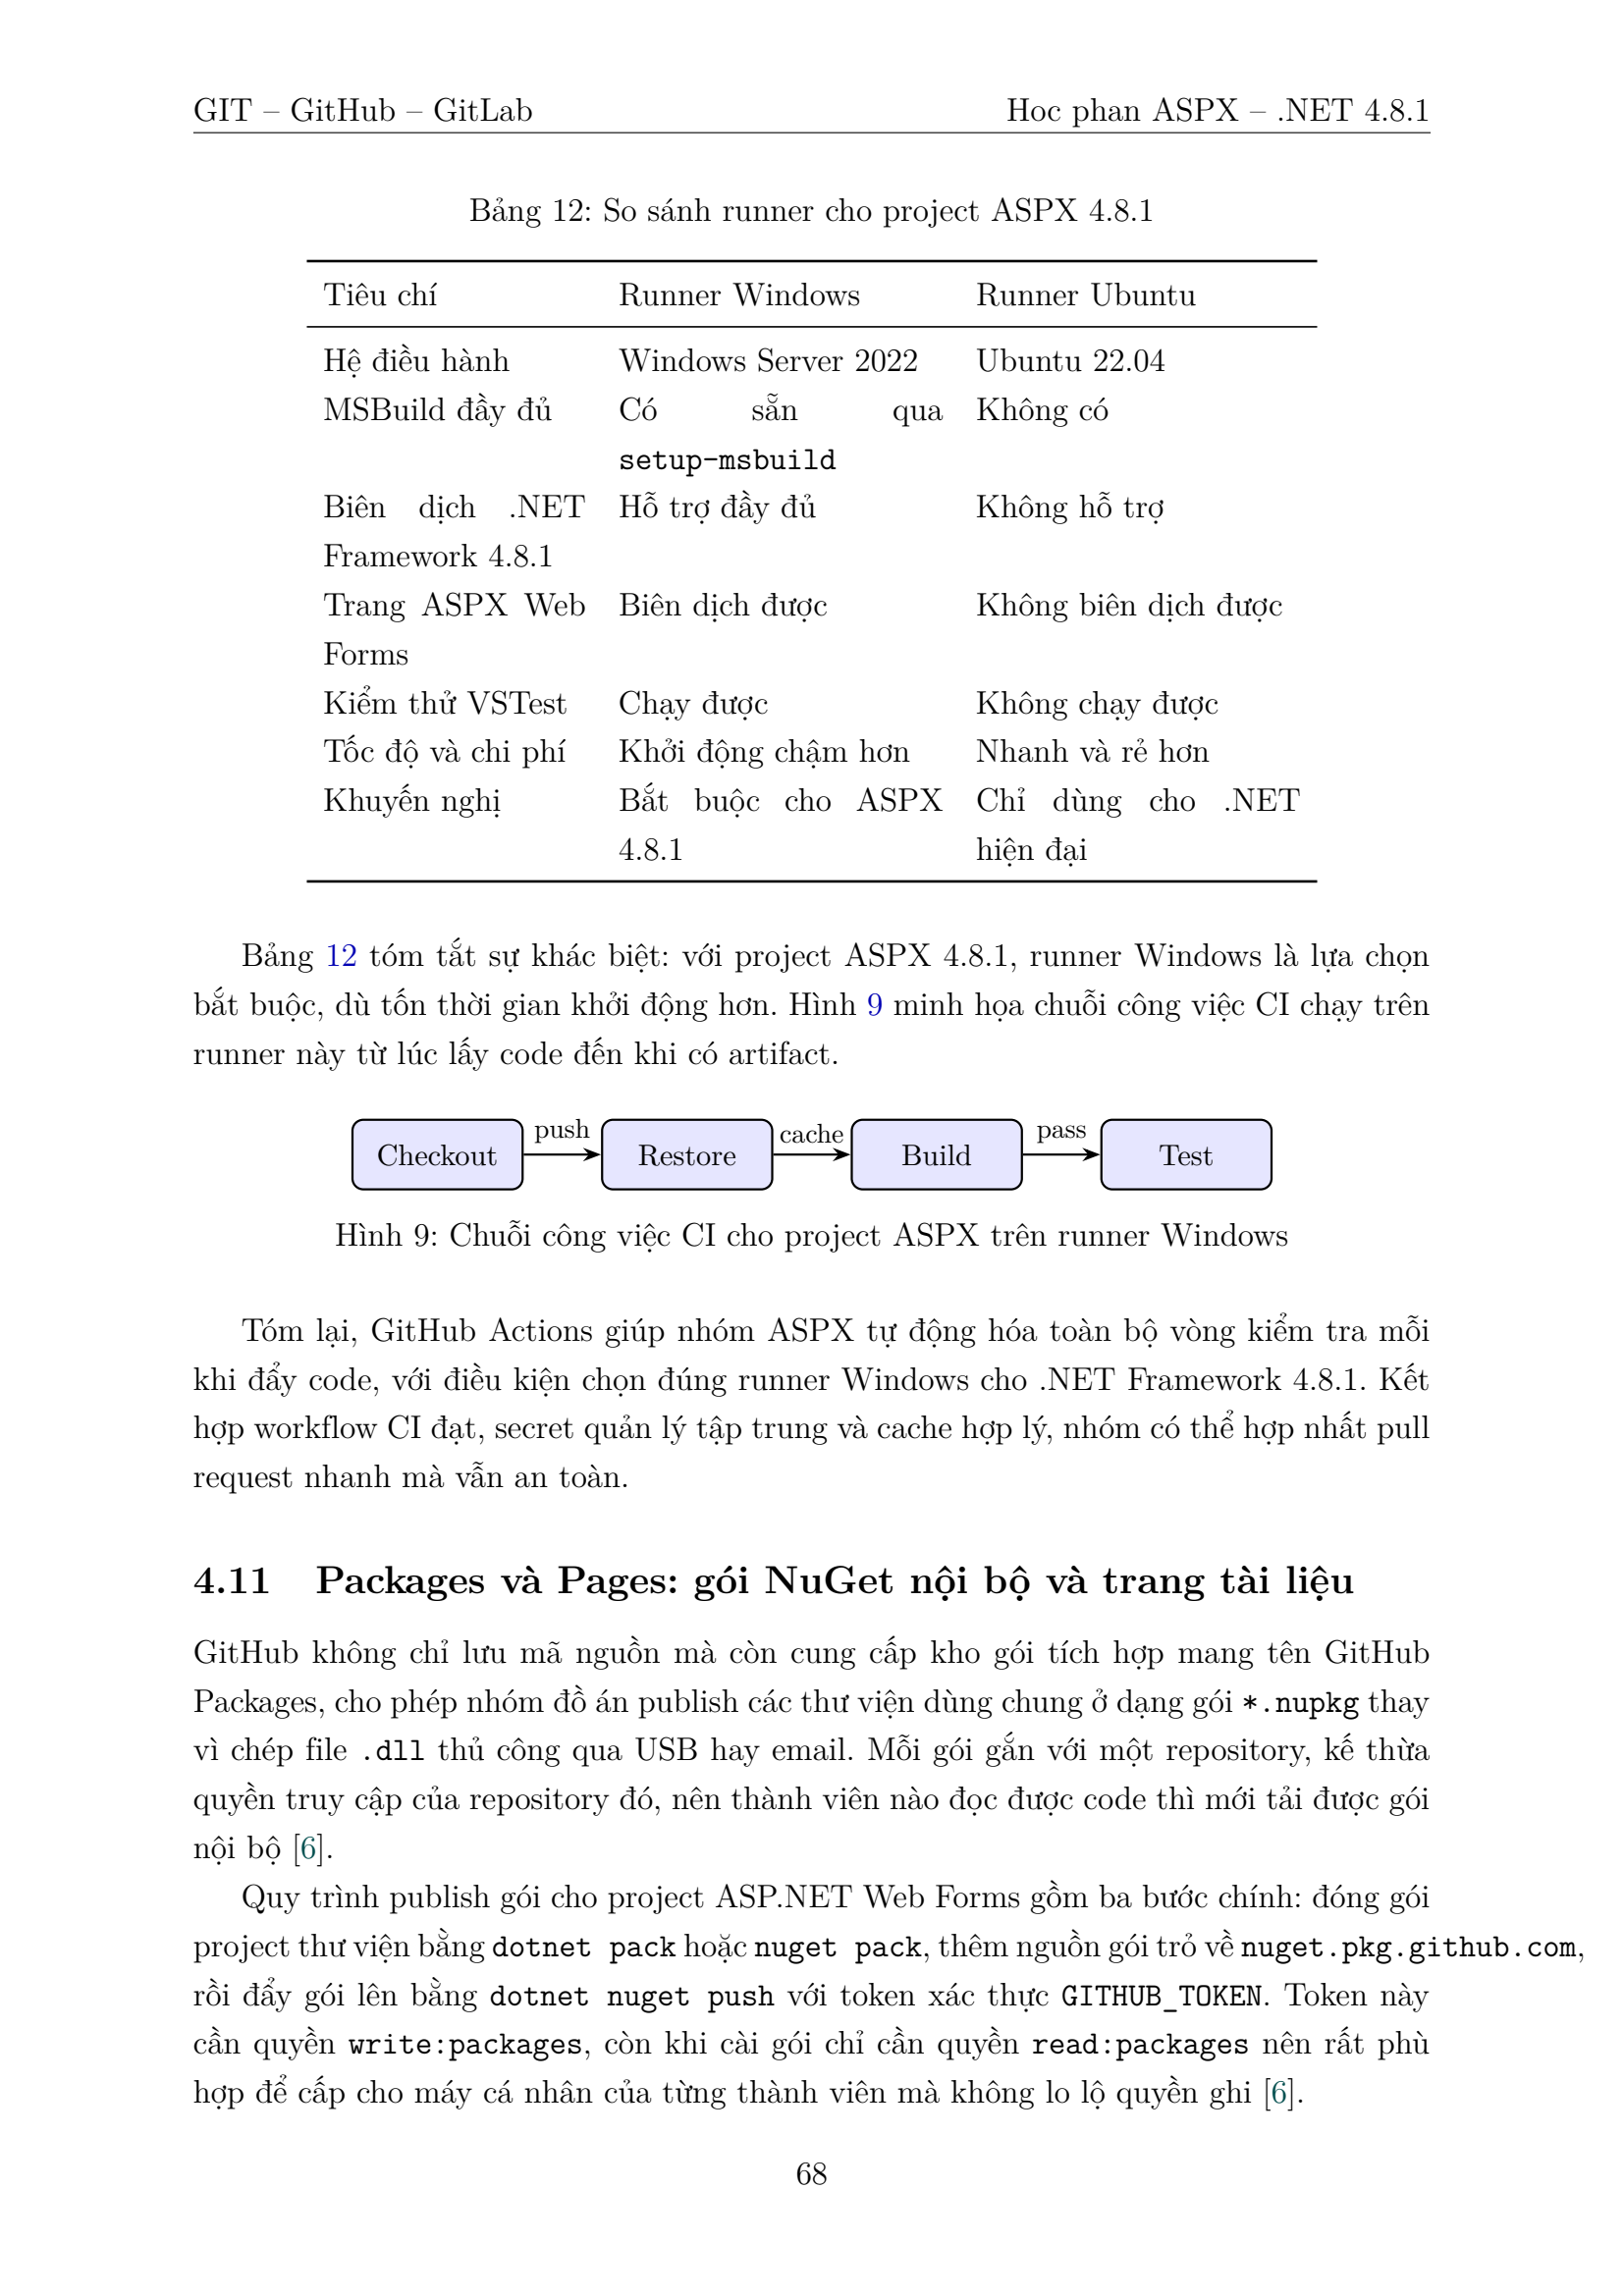 GIT – GitHub – GitLab Hoc phan ASPX – .NET 4.8.1
Bảng 12: So sánh runner cho project ASPX 4.8.1
Tiêu chí Runner Windows Runner Ubuntu
Hệ điều hành Windows Server 2022 Ubuntu 22.04
MSBuild đầy đủ Có sẵn qua Không có
setup-msbuild
Biên dịch .NET Hỗ trợ đầy đủ Không hỗ trợ
Framework 4.8.1
Trang ASPX Web Biên dịch được Không biên dịch được
Forms
Kiểm thử VSTest Chạy được Không chạy được
Tốc độ và chi phí Khởi động chậm hơn Nhanh và rẻ hơn
Khuyến nghị Bắt buộc cho ASPX Chỉ dùng cho .NET
4.8.1 hiện đại
Bảng 12 tóm tắt sự khác biệt: với project ASPX 4.8.1, runner Windows là lựa chọn
bắt buộc, dù tốn thời gian khởi động hơn. Hình 9 minh họa chuỗi công việc CI chạy trên
runner này từ lúc lấy code đến khi có artifact.
Checkout push Restore cache Build pass Test
Hình 9: Chuỗi công việc CI cho project ASPX trên runner Windows
Tóm lại, GitHub Actions giúp nhóm ASPX tự động hóa toàn bộ vòng kiểm tra mỗi
khi đẩy code, với điều kiện chọn đúng runner Windows cho .NET Framework 4.8.1. Kết
hợp workflow CI đạt, secret quản lý tập trung và cache hợp lý, nhóm có thể hợp nhất pull
request nhanh mà vẫn an toàn.
4.11 Packages và Pages: gói NuGet nội bộ và trang tài liệu
GitHub không chỉ lưu mã nguồn mà còn cung cấp kho gói tích hợp mang tên GitHub
Packages, cho phép nhóm đồ án publish các thư viện dùng chung ở dạng gói *.nupkg thay
vì chép file .dll thủ công qua USB hay email. Mỗi gói gắn với một repository, kế thừa
quyền truy cập của repository đó, nên thành viên nào đọc được code thì mới tải được gói
nội bộ [6].
Quy trình publish gói cho project ASP.NET Web Forms gồm ba bước chính: đóng gói
project thư viện bằng dotnet pack hoặc nuget pack, thêm nguồn gói trỏ về nuget.pkg.github.com,
rồi đẩy gói lên bằng dotnet nuget push với token xác thực GITHUB_TOKEN. Token này
cần quyền write:packages, còn khi cài gói chỉ cần quyền read:packages nên rất phù
hợp để cấp cho máy cá nhân của từng thành viên mà không lo lộ quyền ghi [6].
68